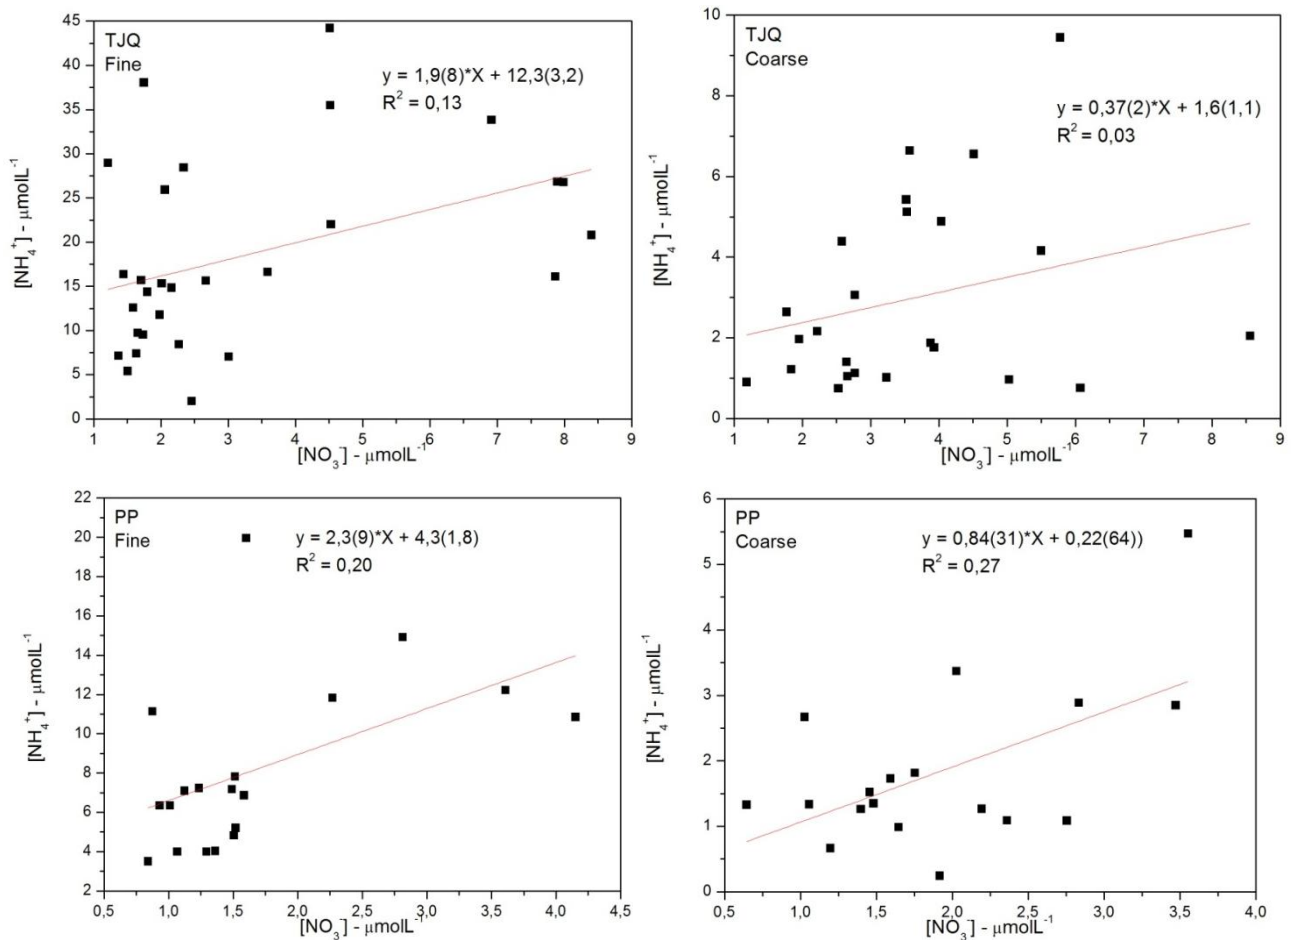 TJQ
Fine
y = 1,9(8)*X + 12,3(3,2)
R² = 0,13
[NH₄⁺] - µmolL⁻¹
45
40
35
30
25
20
15
10
5
0
1 2 3 4 5 6 7 8 9
[NO₃⁻] - µmolL⁻¹
TJQ
Coarse
y = 0,37(2)*X + 1,6(1,1)
R² = 0,03
[NH₄⁺] - µmolL⁻¹
10
8
6
4
2
0
1 2 3 4 5 6 7 8 9
[NO₃⁻] - µmolL⁻¹
PP
Fine
y = 2,3(9)*X + 4,3(1,8)
R² = 0,20
[NH₄⁺] - µmolL⁻¹
22
20
18
16
14
12
10
8
6
4
2
0,5 1,0 1,5 2,0 2,5 3,0 3,5 4,0 4,5
[NO₃⁻] - µmolL⁻¹
PP
Coarse
y = 0,84(31)*X + 0,22(64))
R² = 0,27
[NH₄⁺] - µmolL⁻¹
6
5
4
3
2
1
0
0,5 1,0 1,5 2,0 2,5 3,0 3,5 4,0
[NO₃⁻] - µmolL⁻¹